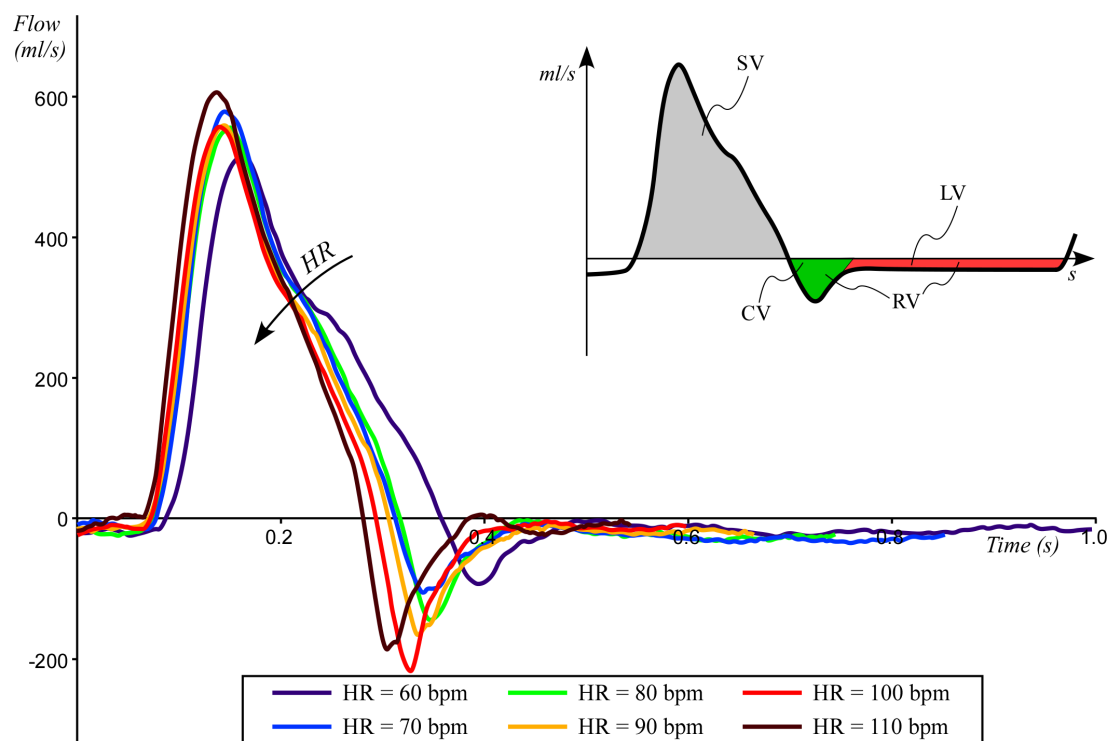 Flow
(ml/s)
600
400
200
0
-200
0.2
0.4
0.6
0.8
1.0
Time (s)
HR
ml/s
SV
LV
CV
RV
s
HR = 60 bpm
HR = 80 bpm
HR = 100 bpm
HR = 70 bpm
HR = 90 bpm
HR = 110 bpm